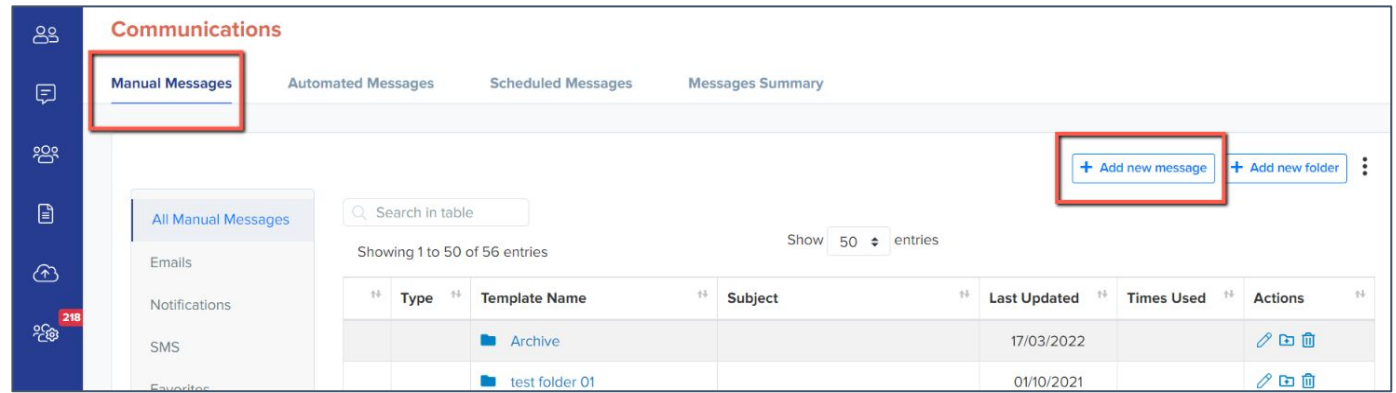 Communications
Manual Messages Automated Messages Scheduled Messages Messages Summary
+ Add new message + Add new folder
All Manual Messages
Search in table
Show 50 entries
Showing 1 to 50 of 56 entries
Emails
Notifications
SMS
Favorites
Type Template Name Subject Last Updated Times Used Actions
Archive 17/03/2022
test folder 01 01/10/2021
218